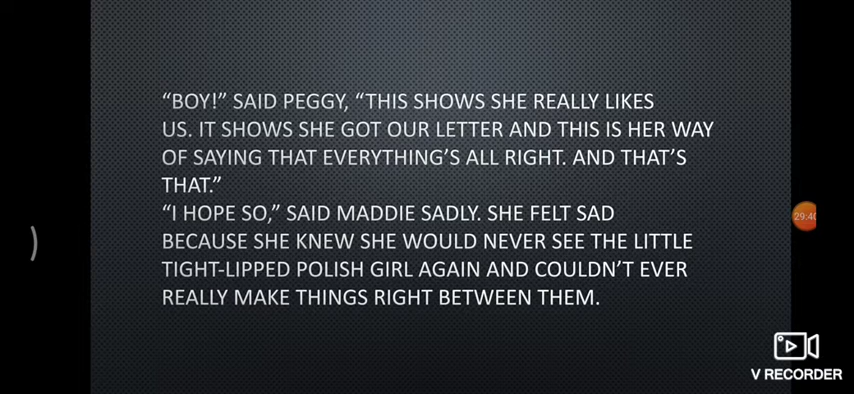 “BOY!” SAID PEGGY, “THIS SHOWS SHE REALLY LIKES
US. IT SHOWS SHE GOT OUR LETTER AND THIS IS HER WAY
OF SAYING THAT EVERYTHING’S ALL RIGHT. AND THAT’S
THAT.”
“I HOPE SO,” SAID MADDIE SADLY. SHE FELT SAD
BECAUSE SHE KNEW SHE WOULD NEVER SEE THE LITTLE
TIGHT-LIPPED POLISH GIRL AGAIN AND COULDN’T EVER
REALLY MAKE THINGS RIGHT BETWEEN THEM.
29:40
V RECORDER